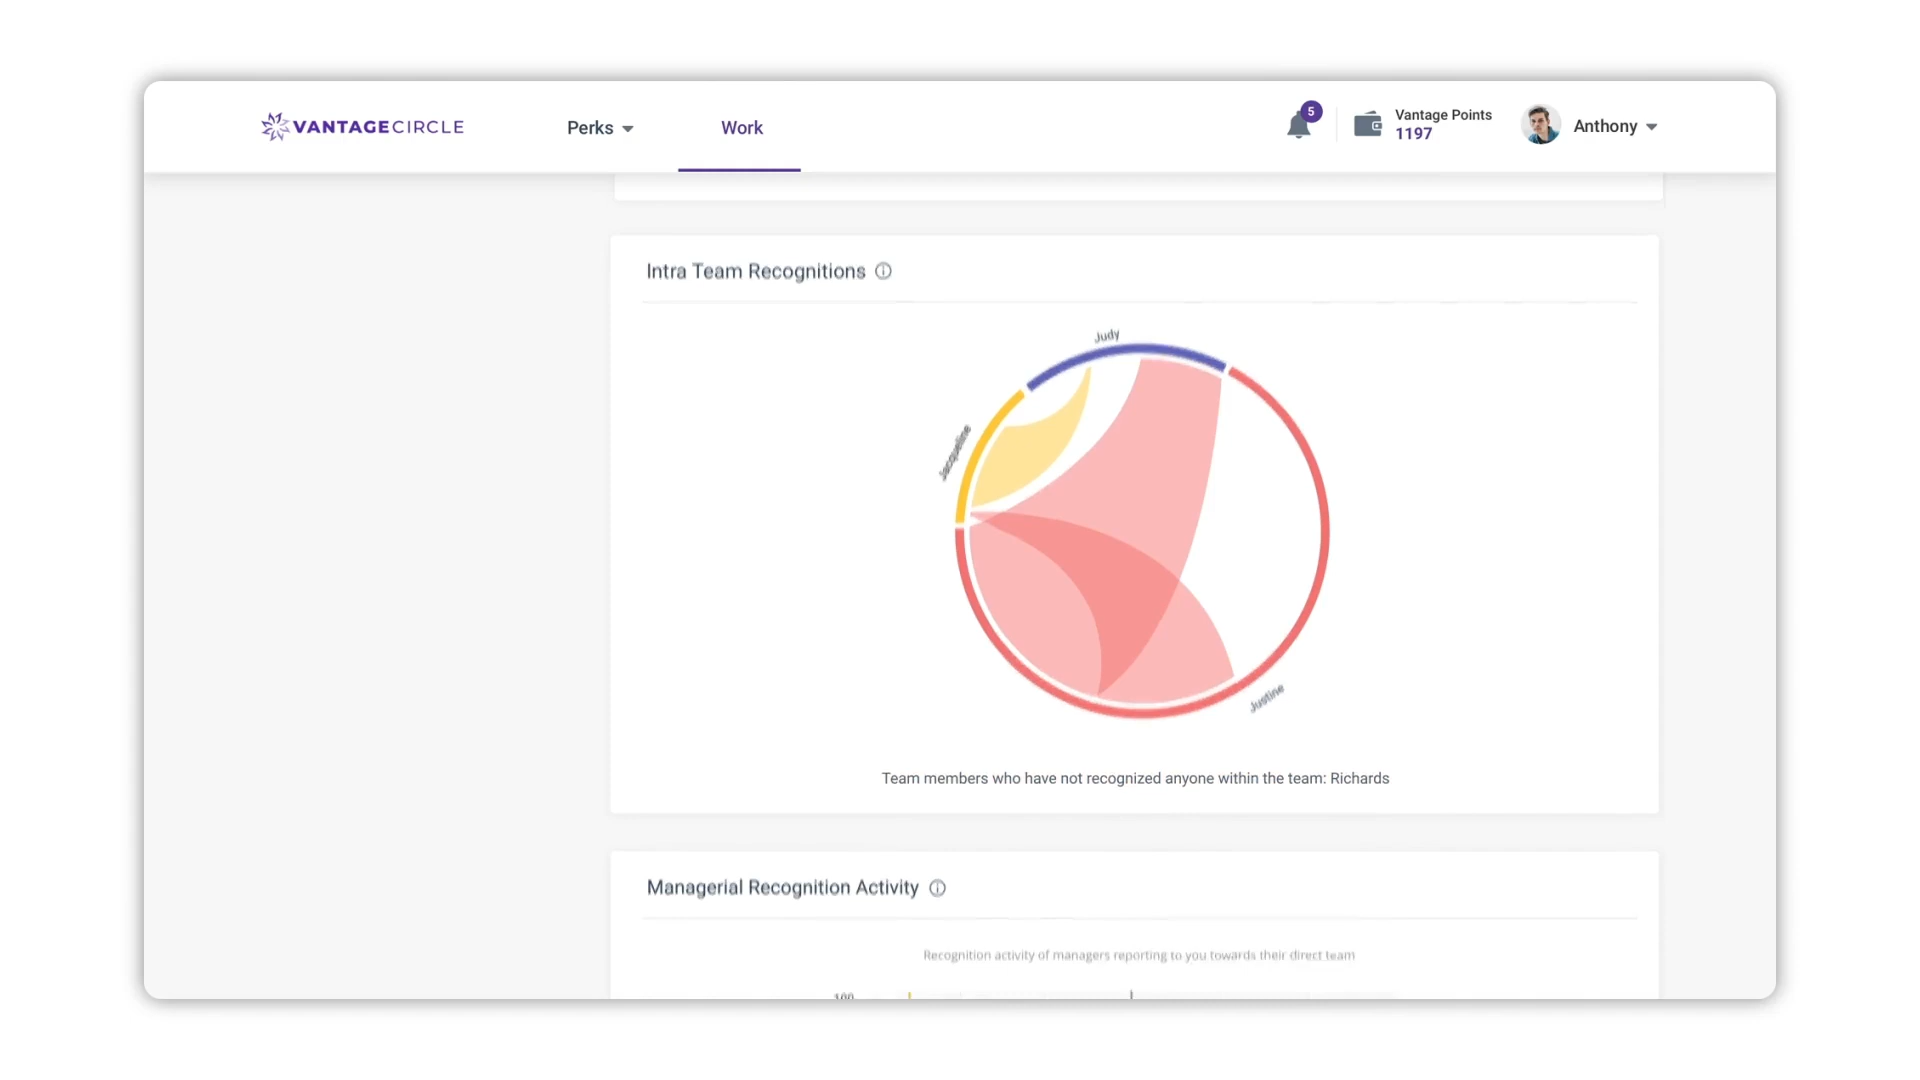 VANTAGECIRCLE
Perks
Work
5
Vantage Points
1197
Anthony
Intra Team Recognitions
Judy
Jacqueline
Justine
Team members who have not recognized anyone within the team: Richards
Managerial Recognition Activity
Recognition activity of managers reporting to you towards their direct team
100